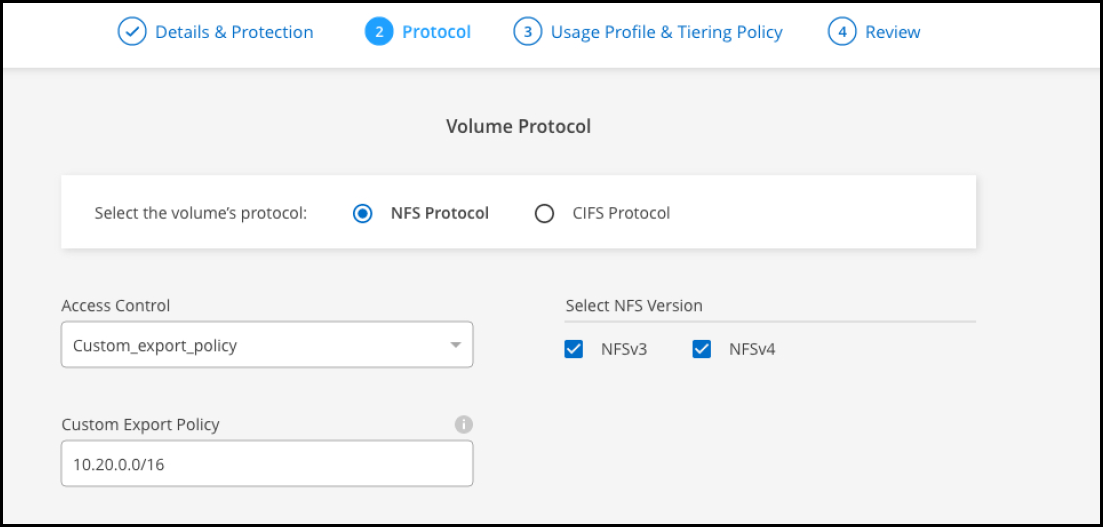 Details & Protection 2 Protocol 3 Usage Profile & Tiering Policy 4 Review
Volume Protocol
Select the volume's protocol: NFS Protocol CIFS Protocol
Access Control Select NFS Version
Custom_export_policy NFSv3 NFSv4
Custom Export Policy i
10.20.0.0/16